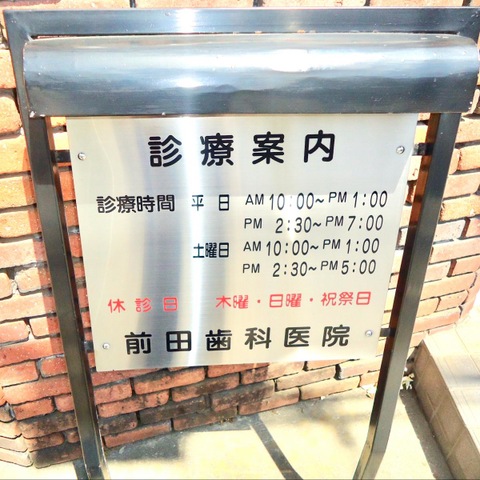 診療案内
診療時間 平日 AM 10:00~PM 1:00
PM 2:30~PM 7:00
土曜日 AM 10:00~PM 1:00
PM 2:30~PM 5:00
休診日 木曜・日曜・祝祭日
前田歯科医院